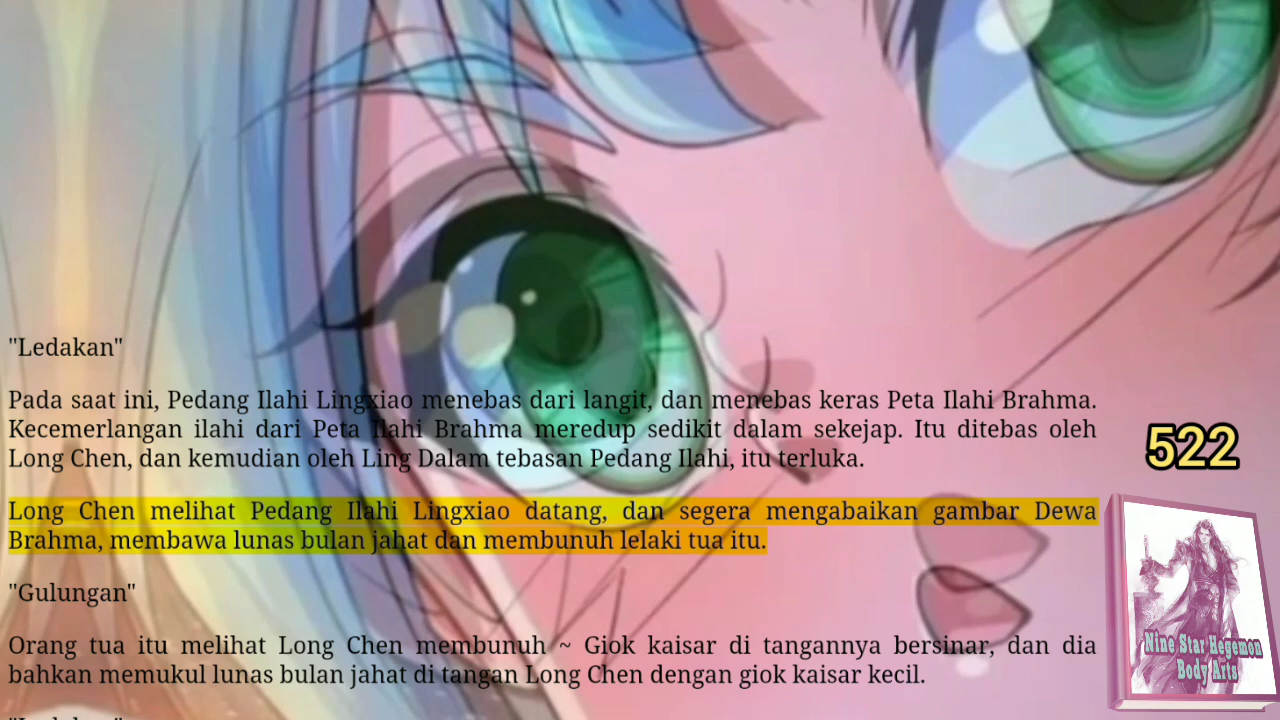 "Ledakan"
Pada saat ini, Pedang Ilahi Lingxiao menebas dari langit, dan menebas keras Peta Ilahi Brahma.
Kecemerlangan ilahi dari Peta Ilahi Brahma meredup sedikit dalam sekejap. Itu ditebas oleh
Long Chen, dan kemudian oleh Ling Dalam tebasan Pedang Ilahi, itu terluka.
Long Chen melihat Pedang Ilahi Lingxiao datang, dan segera mengabaikan gambar Dewa
Brahma, membawa lunas bulan jahat dan membunuh lelaki tua itu.
"Gulungan"
Orang tua itu melihat Long Chen membunuh ~ Giok kaisar di tangannya bersinar, dan dia
bahkan memukul lunas bulan jahat di tangan Long Chen dengan giok kaisar kecil.
522
Nine Star Hegemon
Body Arts